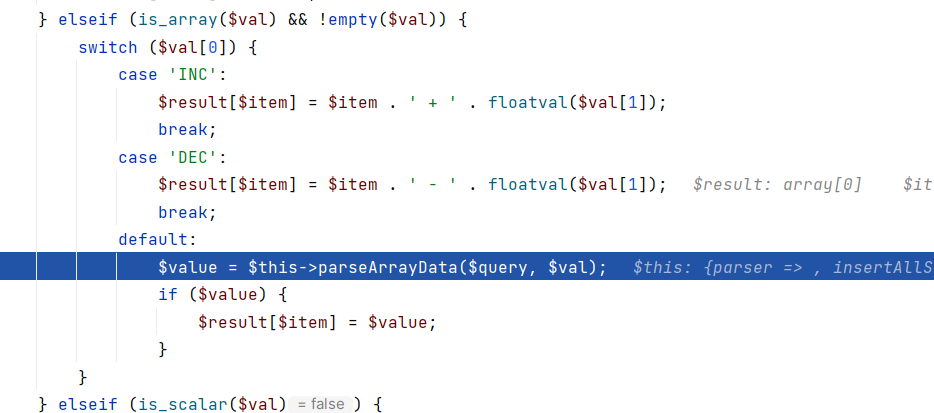 } elseif (is_array($val) && !empty($val)) {
switch ($val[0]) {
case 'INC':
$result[$item] = $item . ' + ' . floatval($val[1]);
break;
case 'DEC':
$result[$item] = $item . ' - ' . floatval($val[1]); $result: array[0] $it
break;
default:
$value = $this->parseArrayData($query, $val); $this: {parser => , insertAllS
if ($value) {
$result[$item] = $value;
}
}
} elseif (is_scalar($val) = false ) {